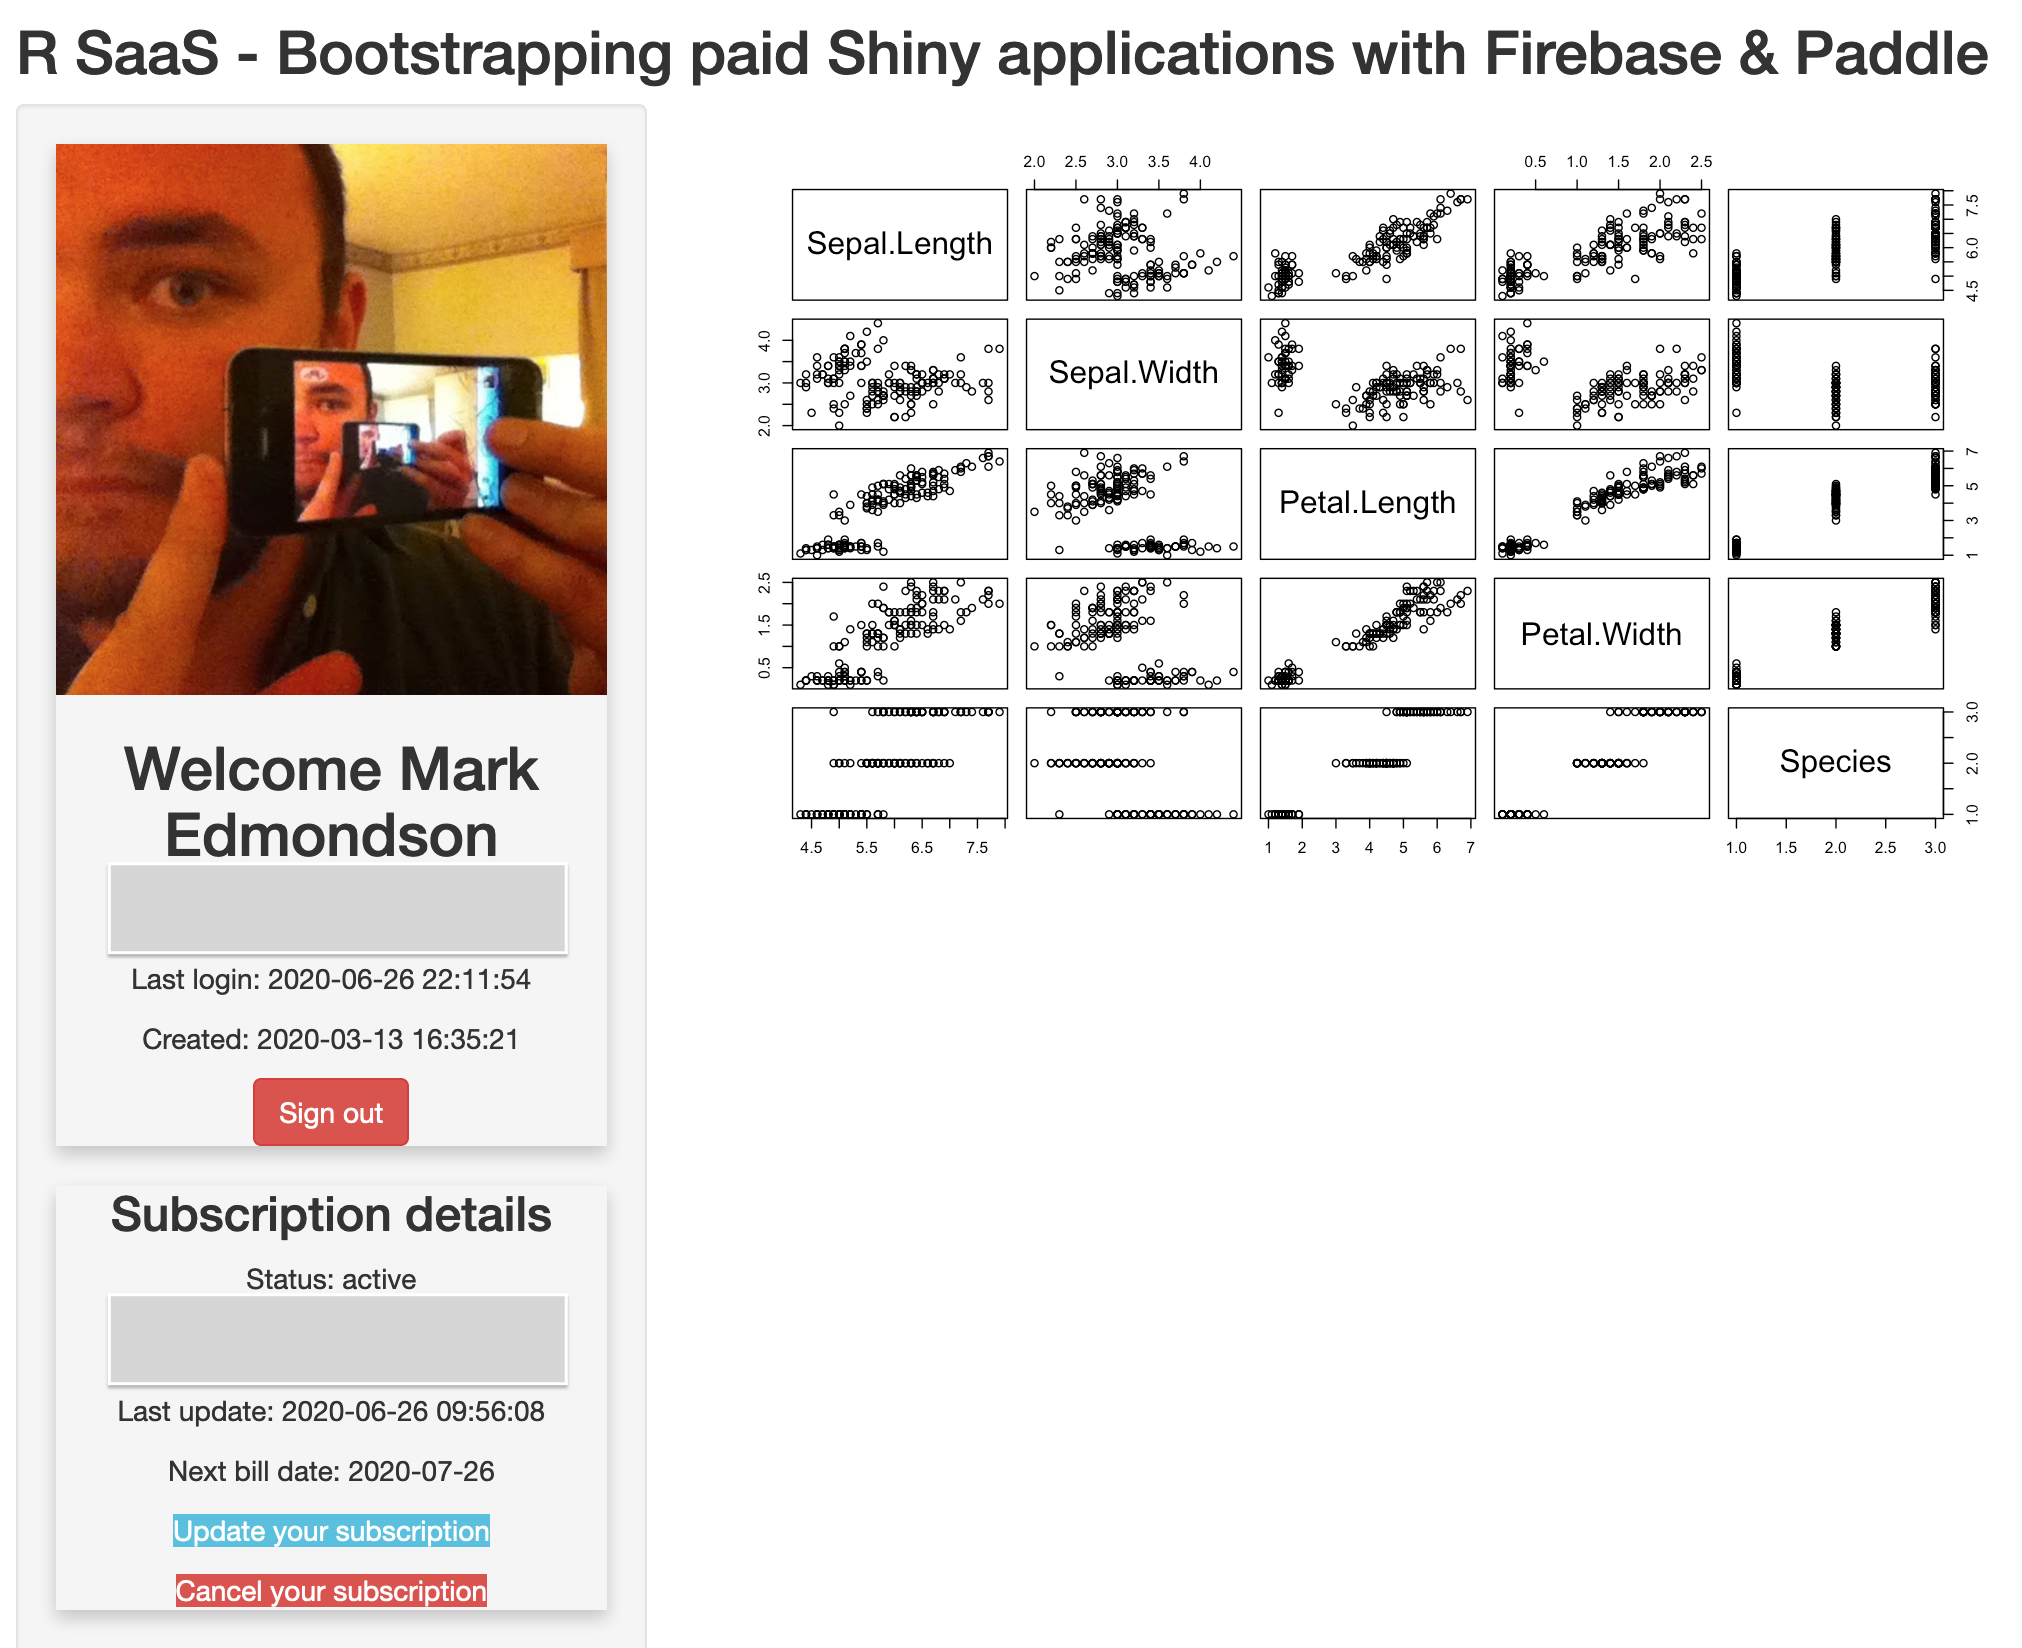 R SaaS - Bootstrapping paid Shiny applications with Firebase & Paddle
Welcome Mark
Edmondson
Last login: 2020-06-26 22:11:54
Created: 2020-03-13 16:35:21
Sign out
Subscription details
Status: active
Last update: 2020-06-26 09:56:08
Next bill date: 2020-07-26
Update your subscription
Cancel your subscription
2.0 2.5 3.0 3.5 4.0
0.5 1.0 1.5 2.0 2.5
Sepal.Length
4.5 6.0 7.5
2.0 3.0 4.0
Sepal.Width
Petal.Length
1 3 5 7
0.5 1.5 2.5
Petal.Width
Species
1.0 2.0 3.0
4.5 5.5 6.5 7.5
1 2 3 4 5 6 7
1.0 1.5 2.0 2.5 3.0